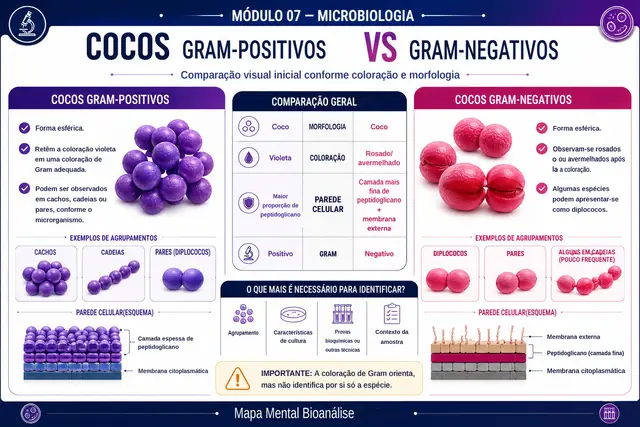 MÓDULO 07 – MICROBIOLOGIA
COCOS GRAM-POSITIVOS VS GRAM-NEGATIVOS
Comparação visual inicial conforme coloração e morfologia
COCOS GRAM-POSITIVOS
Forma esférica.
Retêm a coloração violeta
em uma coloração de
Gram adequada.
Podem ser observados
em cachos, cadeias ou
pares, conforme o
microrganismo.
EXEMPLOS DE AGRUPAMENTOS
CACHOS
CADEIAS
PARES (DIPLOCOCOS)
PAREDE CELULAR(ESQUEMA)
Camada espessa de
peptidoglicano
Membrana citoplasmática
COMPARAÇÃO GERAL
Coco MORFOLOGIA Coco
Violeta COLORAÇÃO Rosado/
avermelhado
Maior
proporção de
peptidoglicano
PAREDE
CELULAR
Camada mais
fina de
peptidoglicano
+
membrana
externa
Positivo GRAM Negativo
O QUE MAIS É NECESSÁRIO PARA IDENTIFICAR?
Agrupamento
Características
de cultura
Provas
bioquímicas ou
outras técnicas
Contexto da
amostra
IMPORTANTE: A coloração de Gram orienta,
mas não identifica por si só a espécie.
COCOS GRAM-NEGATIVOS
Forma esférica.
Observam-se rosados
o ou avermelhados após
la a coloração.
Algumas espécies
podem apresentar-se
como diplococos.
EXEMPLOS DE AGRUPAMENTOS
DIPLOCOCOS
PARES
ALGUNS EM CADEIAS
(POUCO FREQUENTE)
PAREDE CELULAR(ESQUEMA)
Membrana externa
Peptidoglicano (camada fina)
Membrana citoplasmática
Mapa Mental Bioanálise